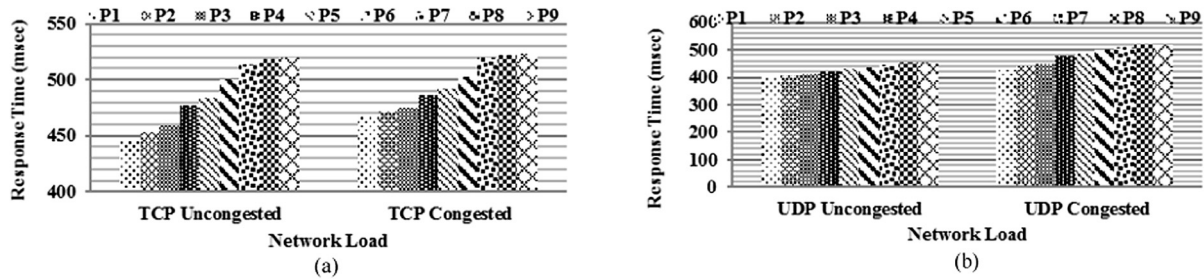 P1 P2 P3 P4 P5 P6 P7 P8 P9
550
500
450
400
Response Time (msec)
TCP Uncongested TCP Congested
Network Load
(a)
P1 P2 P3 P4 P5 P6 P7 P8 P9
600
500
400
300
200
100
0
Response Time (msec)
UDP Uncongested UDP Congested
Network Load
(b)